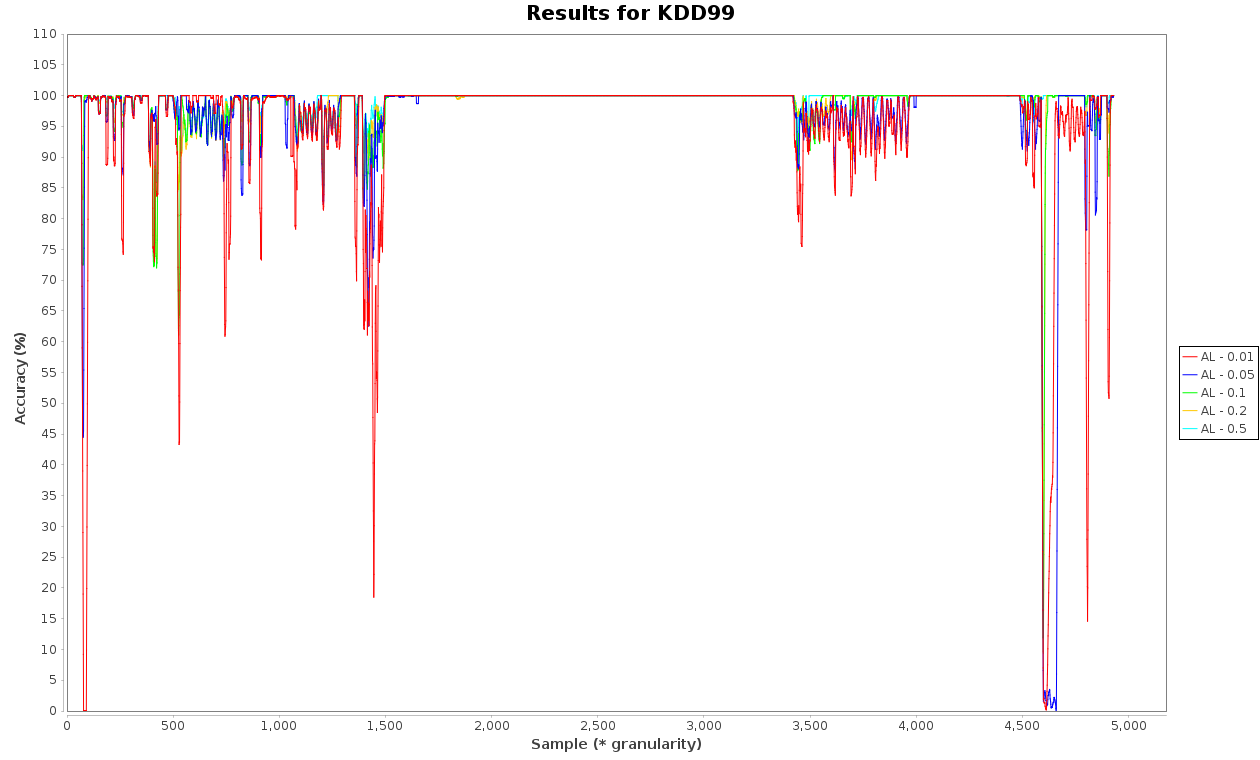 Results for KDD99
110
105
100
95
90
85
80
75
70
65
60
55
50
45
40
35
30
25
20
15
10
5
0
Accuracy (%)
0 500 1,000 1,500 2,000 2,500 3,000 3,500 4,000 4,500 5,000
Sample (* granularity)
AL - 0.01
AL - 0.05
AL - 0.1
AL - 0.2
AL - 0.5